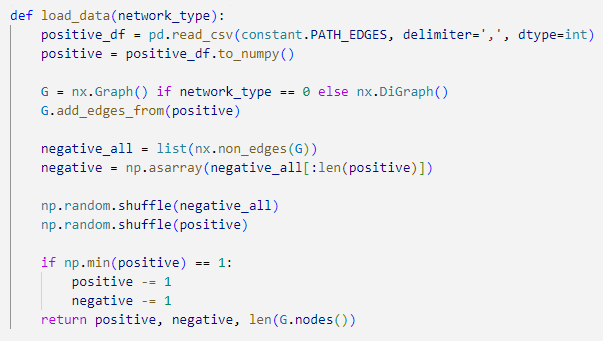 def load_data(network_type):
    positive_df = pd.read_csv(constant.PATH_EDGES, delimiter=',', dtype=int)
    positive = positive_df.to_numpy()

    G = nx.Graph() if network_type == 0 else nx.DiGraph()
    G.add_edges_from(positive)

    negative_all = list(nx.non_edges(G))
    negative = np.asarray(negative_all[:len(positive)])

    np.random.shuffle(negative_all)
    np.random.shuffle(positive)

    if np.min(positive) == 1:
        positive -= 1
        negative -= 1
    return positive, negative, len(G.nodes())